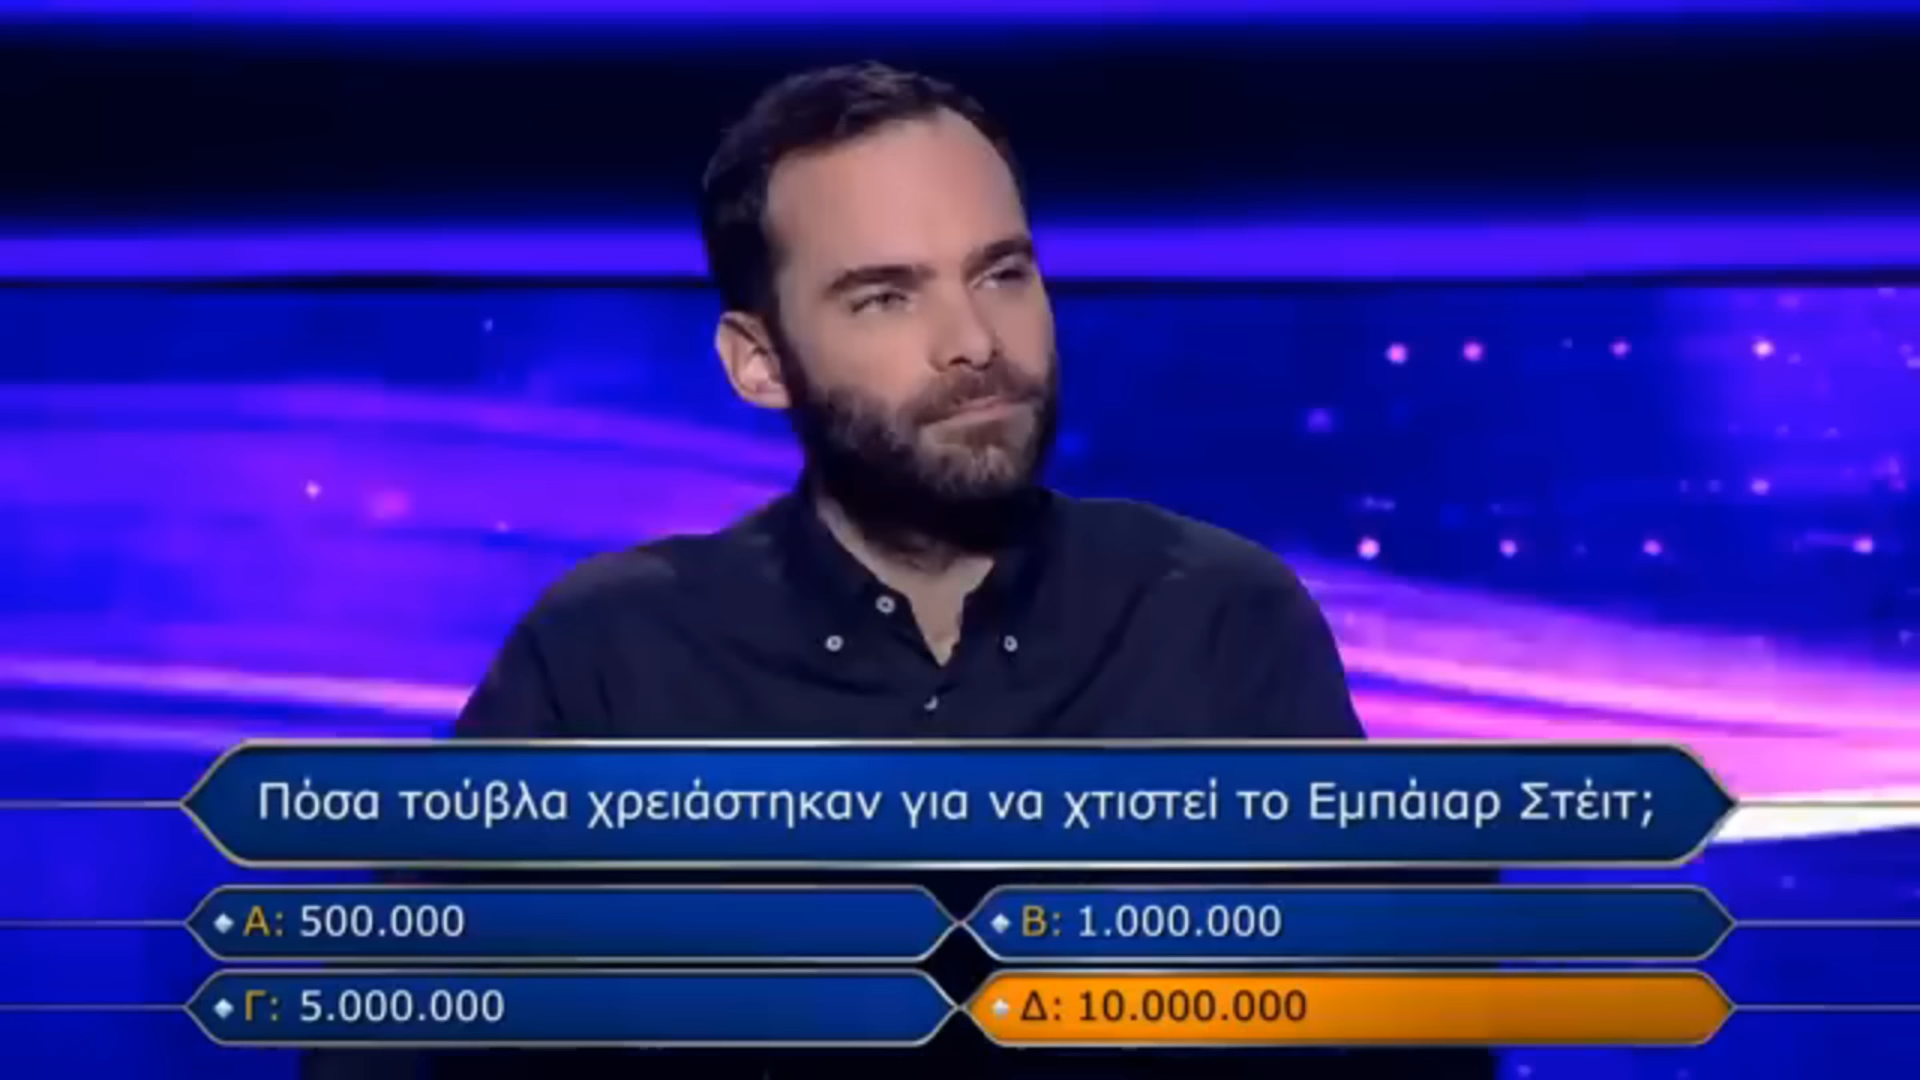 Πόσα τούβλα χρειάστηκαν για να χτιστεί το Εμπάιαρ Στέιτ;
Α: 500.000
Β: 1.000.000
Γ: 5.000.000
Δ: 10.000.000